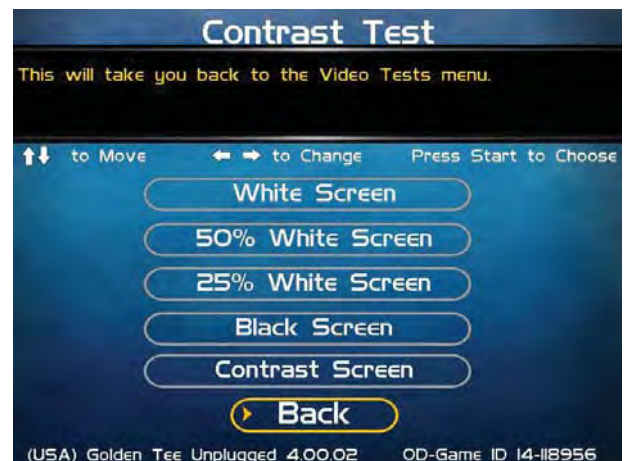 Contrast Test
This will take you back to the Video Tests menu.
to Move to Change Press Start to Choose
White Screen
50% White Screen
25% White Screen
Black Screen
Contrast Screen
Back
(USA) Golden Tee Unplugged 4.00.02 OD-Game ID 14-118956